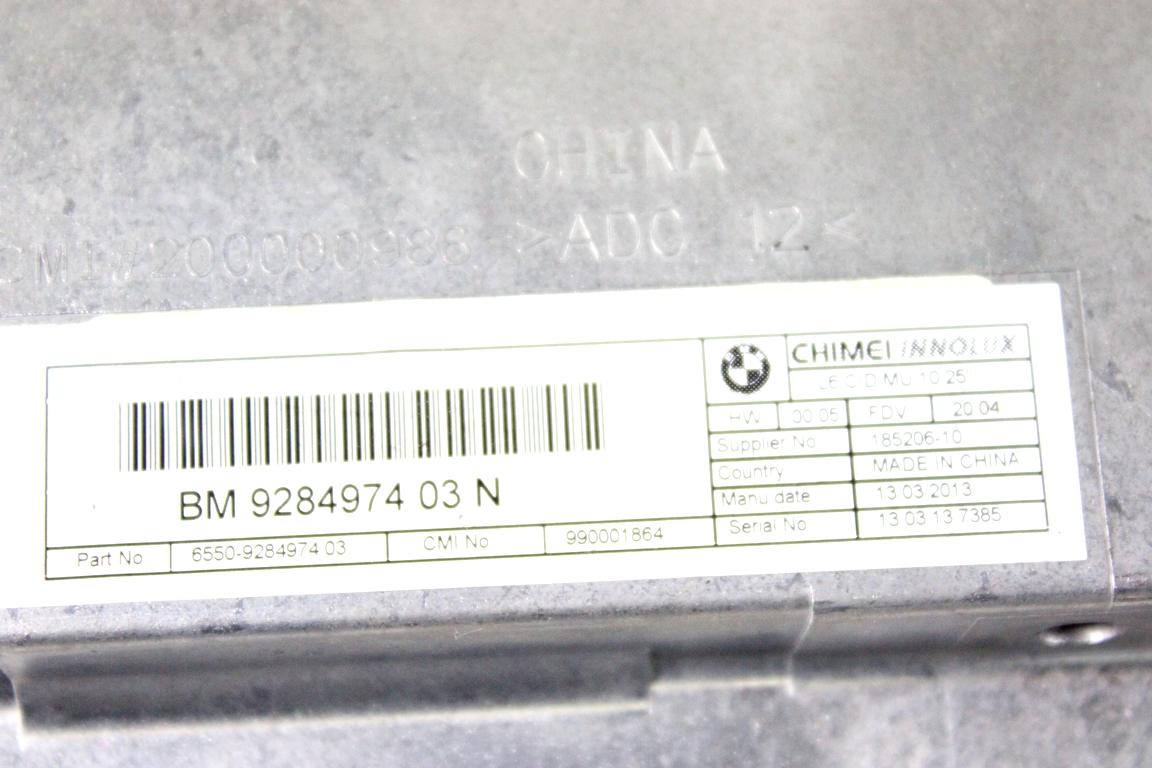 CHINA
CMI#200000986 >ADC 12<
CHIMEI INNOLUX
L6 CID MU 10.25"
HW 00.05 FDV 20.04
Supplier No 185206-10
Country MADE IN CHINA
Manu date 13.03.2013
Serial No 13 03 13 7385
BM 9284974 03 N
Part No 6550-9284974 03 CMI No 990001864